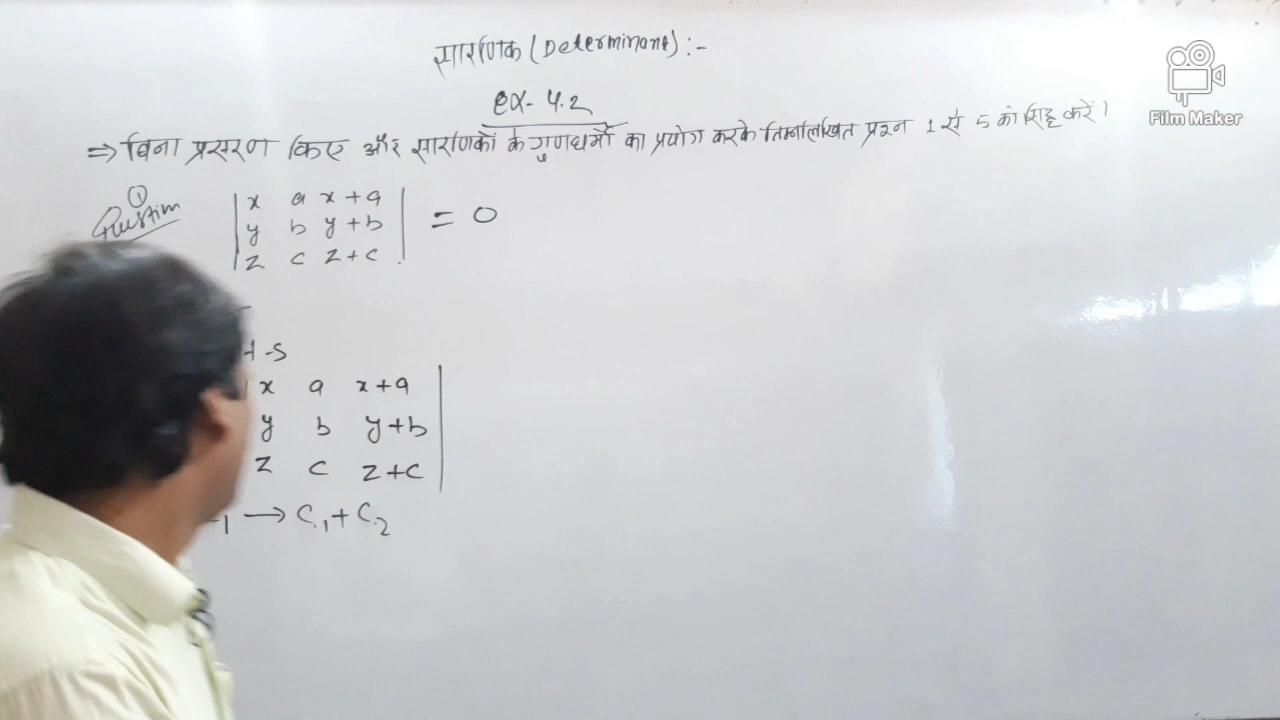 सारणिक (Determinant) :-
ex- 4.2
⇒ बिना प्रसरण किए और सारणिकों के गुणधर्मो का प्रयोग करके निम्नलिखित प्रश्न 1 से 5 को सिद्ध करें।
① Question
| x a x+a |
| y b y+b | = 0
| z c z+c |
H-S
x a x+a |
y b y+b |
z c z+c |
1 → C1 + C2
Film Maker